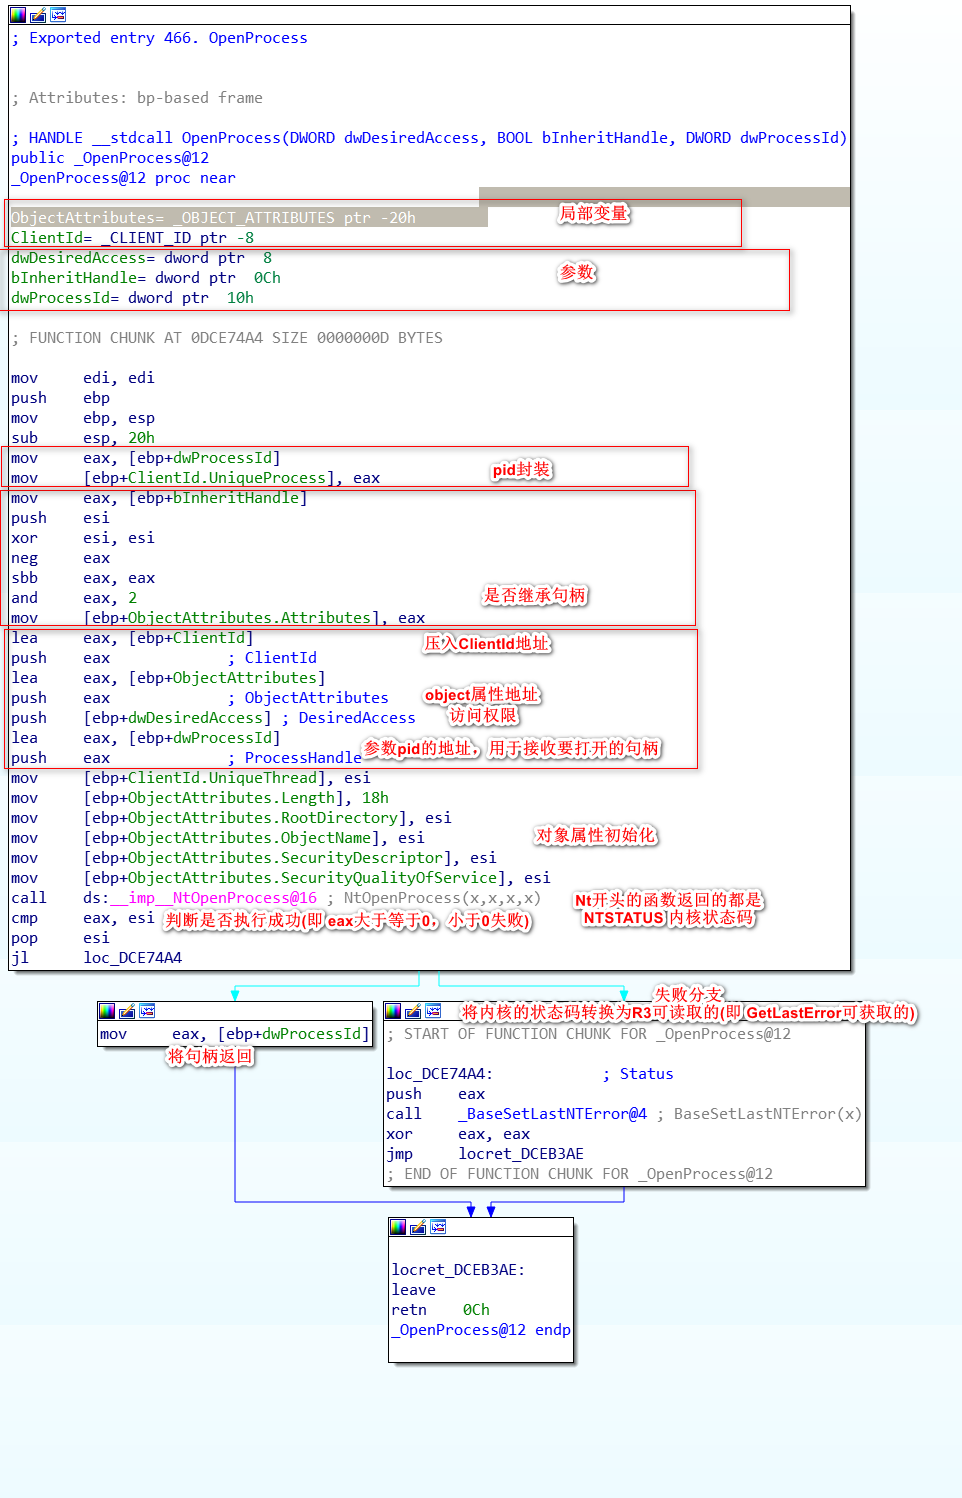 ; Exported entry 466. OpenProcess
; Attributes: bp-based frame
; HANDLE __stdcall OpenProcess(DWORD dwDesiredAccess, BOOL bInheritHandle, DWORD dwProcessId)
public _OpenProcess@12
_OpenProcess@12 proc near
ObjectAttributes= _OBJECT_ATTRIBUTES ptr -20h 局部变量
ClientId= _CLIENT_ID ptr -8
dwDesiredAccess= dword ptr  8
bInheritHandle= dword ptr  0Ch 参数
dwProcessId= dword ptr  10h
; FUNCTION CHUNK AT 0DCE74A4 SIZE 0000000D BYTES
mov     edi, edi
push    ebp
mov     ebp, esp
sub     esp, 20h
mov     eax, [ebp+dwProcessId]
mov     [ebp+ClientId.UniqueProcess], eax pid封装
mov     eax, [ebp+bInheritHandle]
push    esi
xor     esi, esi
neg     eax
sbb     eax, eax
and     eax, 2 是否继承句柄
mov     [ebp+ObjectAttributes.Attributes], eax
lea     eax, [ebp+ClientId] 压入ClientId地址
push    eax             ; ClientId
lea     eax, [ebp+ObjectAttributes]
push    eax             ; ObjectAttributes object属性地址
push    [ebp+dwDesiredAccess] ; DesiredAccess 访问权限
lea     eax, [ebp+dwProcessId] 参数pid的地址，用于接收要打开的句柄
push    eax             ; ProcessHandle
mov     [ebp+ClientId.UniqueThread], esi
mov     [ebp+ObjectAttributes.Length], 18h
mov     [ebp+ObjectAttributes.RootDirectory], esi
mov     [ebp+ObjectAttributes.ObjectName], esi 对象属性初始化
mov     [ebp+ObjectAttributes.SecurityDescriptor], esi
mov     [ebp+ObjectAttributes.SecurityQualityOfService], esi
call    ds:__imp__NtOpenProcess@16 ; NtOpenProcess(x,x,x,x) Nt开头的函数返回的都是
cmp     eax, esi 判断是否执行成功(即 eax大于等于0，小于0失败) NTSTATUS 内核状态码
pop     esi
jl      loc_DCE74A4
mov     eax, [ebp+dwProcessId]
将句柄返回
失败分支
将内核的状态码转换为R3可读取的(即 GetLastError可获取的)
; START OF FUNCTION CHUNK FOR _OpenProcess@12
loc_DCE74A4:            ; Status
push    eax
call    _BaseSetLastNTError@4 ; BaseSetLastNTError(x)
xor     eax, eax
jmp     locret_DCEB3AE
; END OF FUNCTION CHUNK FOR _OpenProcess@12
locret_DCEB3AE:
leave
retn    0Ch
_OpenProcess@12 endp